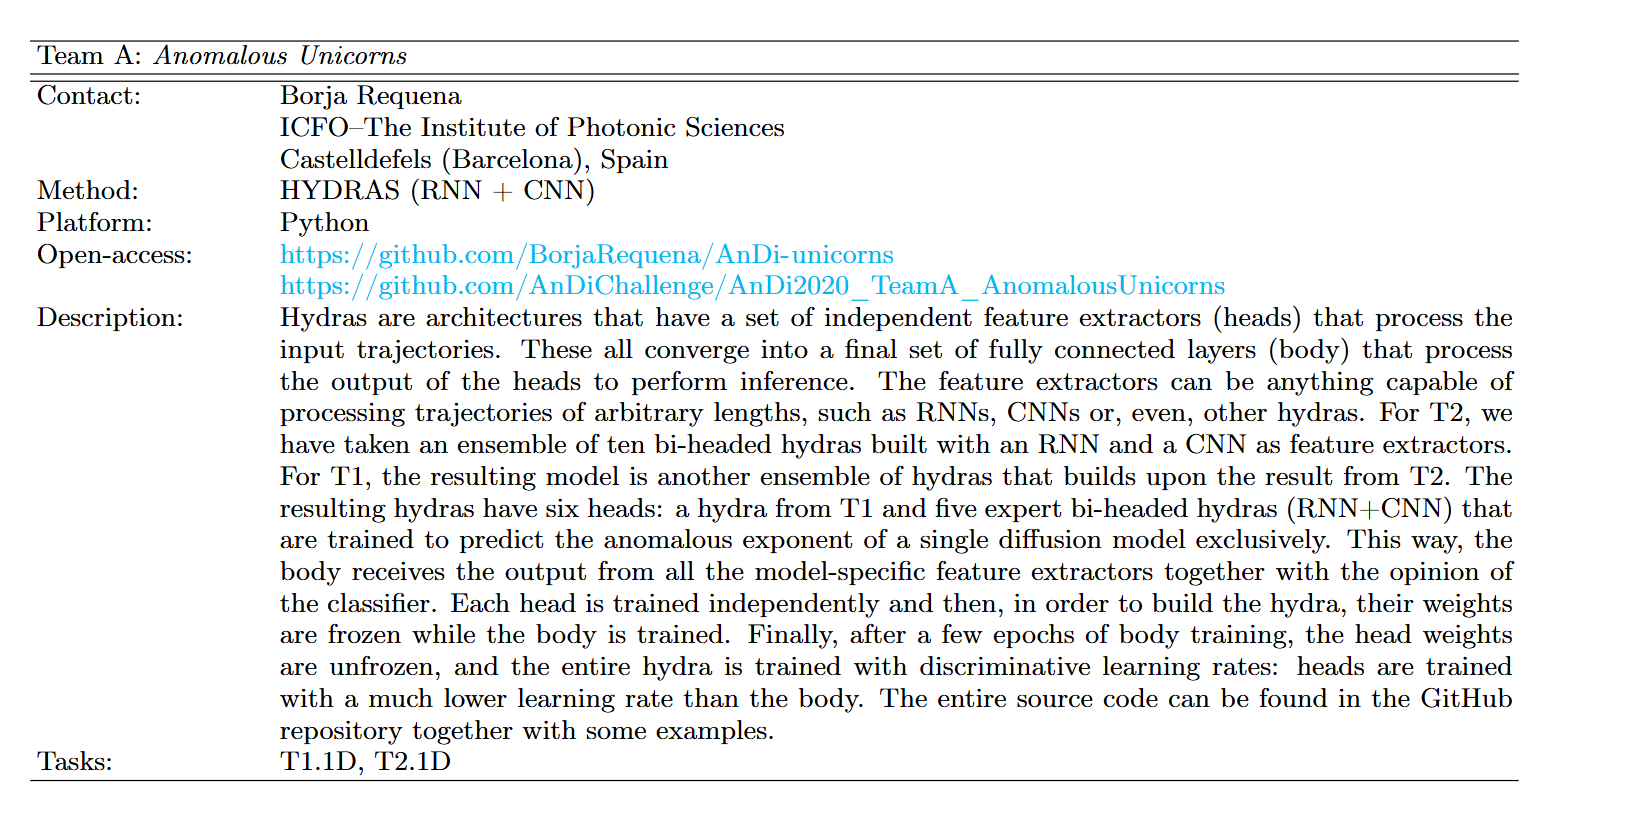 Team A: Anomalous Unicorns
Contact: Borja Requena
ICFO–The Institute of Photonic Sciences
Castelldefels (Barcelona), Spain
Method: HYDRAS (RNN + CNN)
Platform: Python
Open-access: https://github.com/BorjaRequena/AnDi-unicorns
https://github.com/AnDiChallenge/AnDi2020_TeamA_AnomalousUnicorns
Description: Hydras are architectures that have a set of independent feature extractors (heads) that process the
input trajectories. These all converge into a final set of fully connected layers (body) that process
the output of the heads to perform inference. The feature extractors can be anything capable of
processing trajectories of arbitrary lengths, such as RNNs, CNNs or, even, other hydras. For T2, we
have taken an ensemble of ten bi-headed hydras built with an RNN and a CNN as feature extractors.
For T1, the resulting model is another ensemble of hydras that builds upon the result from T2. The
resulting hydras have six heads: a hydra from T1 and five expert bi-headed hydras (RNN+CNN) that
are trained to predict the anomalous exponent of a single diffusion model exclusively. This way, the
body receives the output from all the model-specific feature extractors together with the opinion of
the classifier. Each head is trained independently and then, in order to build the hydra, their weights
are frozen while the body is trained. Finally, after a few epochs of body training, the head weights
are unfrozen, and the entire hydra is trained with discriminative learning rates: heads are trained
with a much lower learning rate than the body. The entire source code can be found in the GitHub
repository together with some examples.
Tasks: T1.1D, T2.1D